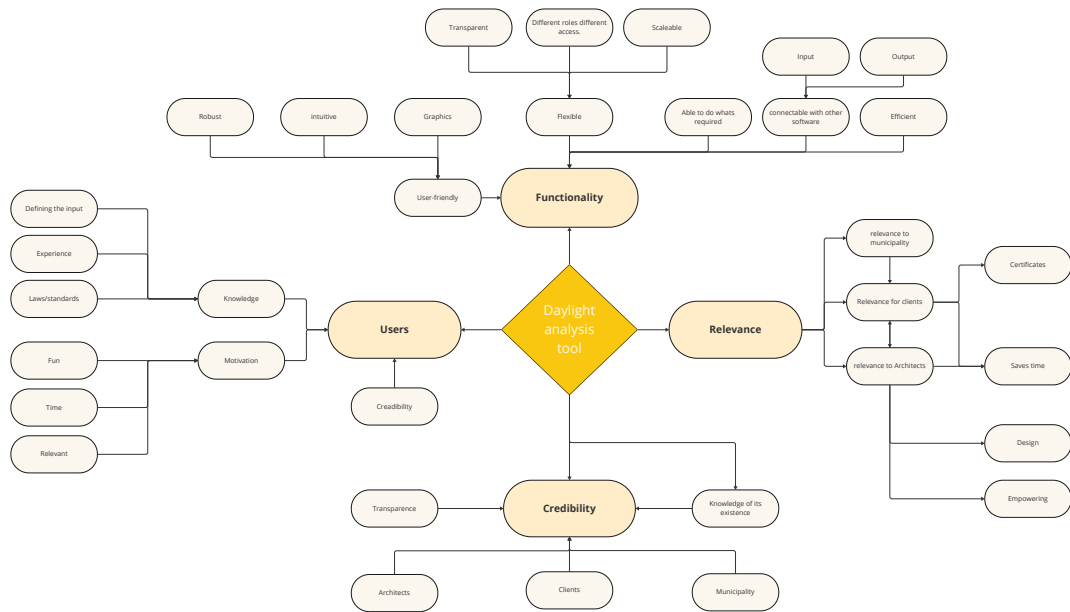 Transparent
Different roles different
access.
Scaleable
Input
Output
Robust
intuitive
Graphics
Flexible
Able to do whats
required
connectable with other
software
Efficient
User-friendly
Functionality
Defining the input
Experience
Laws/standards
Knowledge
Fun
Time
Relevant
Motivation
Users
Creadibility
Daylight
analysis
tool
Relevance
relevance to
municipality
Relevance for clients
relevance to Architects
Certificates
Saves time
Design
Empowering
Transparence
Credibility
Knowledge of its
existence
Architects
Clients
Municipality